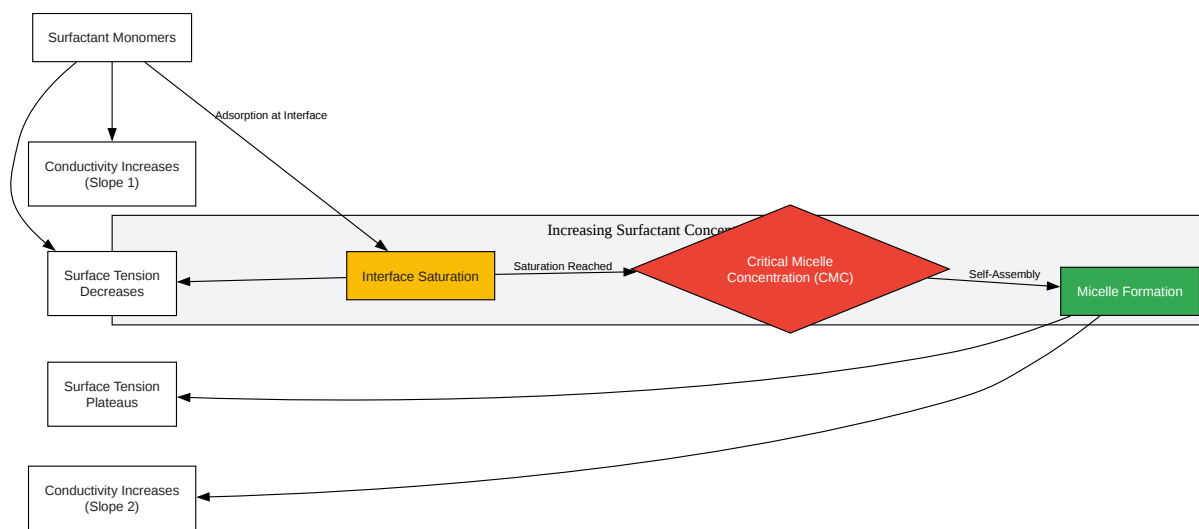 Surfactant Monomers
Adsorption at Interface
Conductivity Increases
(Slope 1)
Increasing Surfactant
Surface Tension
Decreases
Interface Saturation
Saturation Reached
Critical Micelle
Concentration (CMC)
Self-Assembly
Micelle Formation
Surface Tension
Plateaus
Conductivity Increases
(Slope 2)